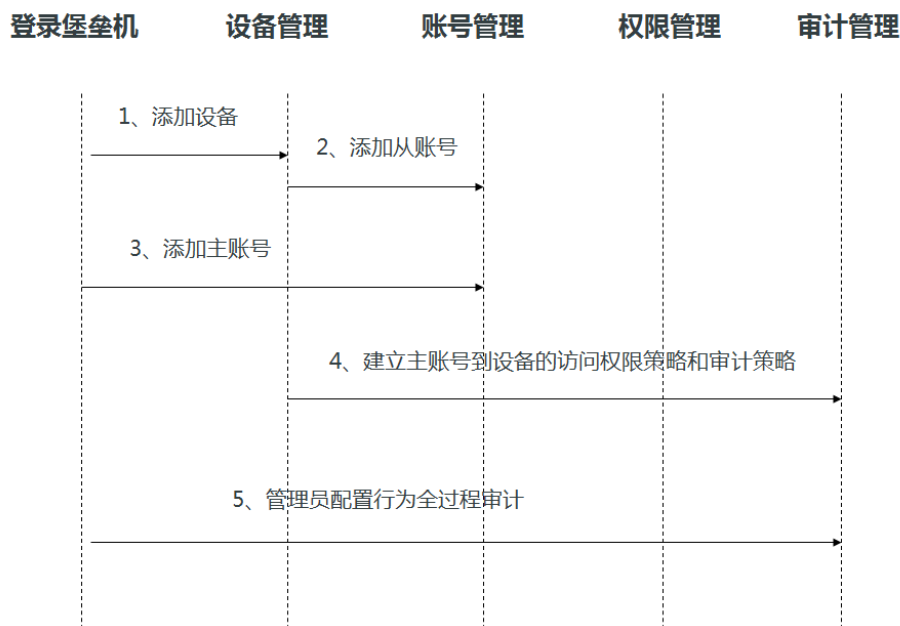 登录堡垒机 设备管理 账号管理 权限管理 审计管理
1、添加设备
2、添加从账号
3、添加主账号
4、建立主账号到设备的访问权限策略和审计策略
5、管理员配置行为全过程审计